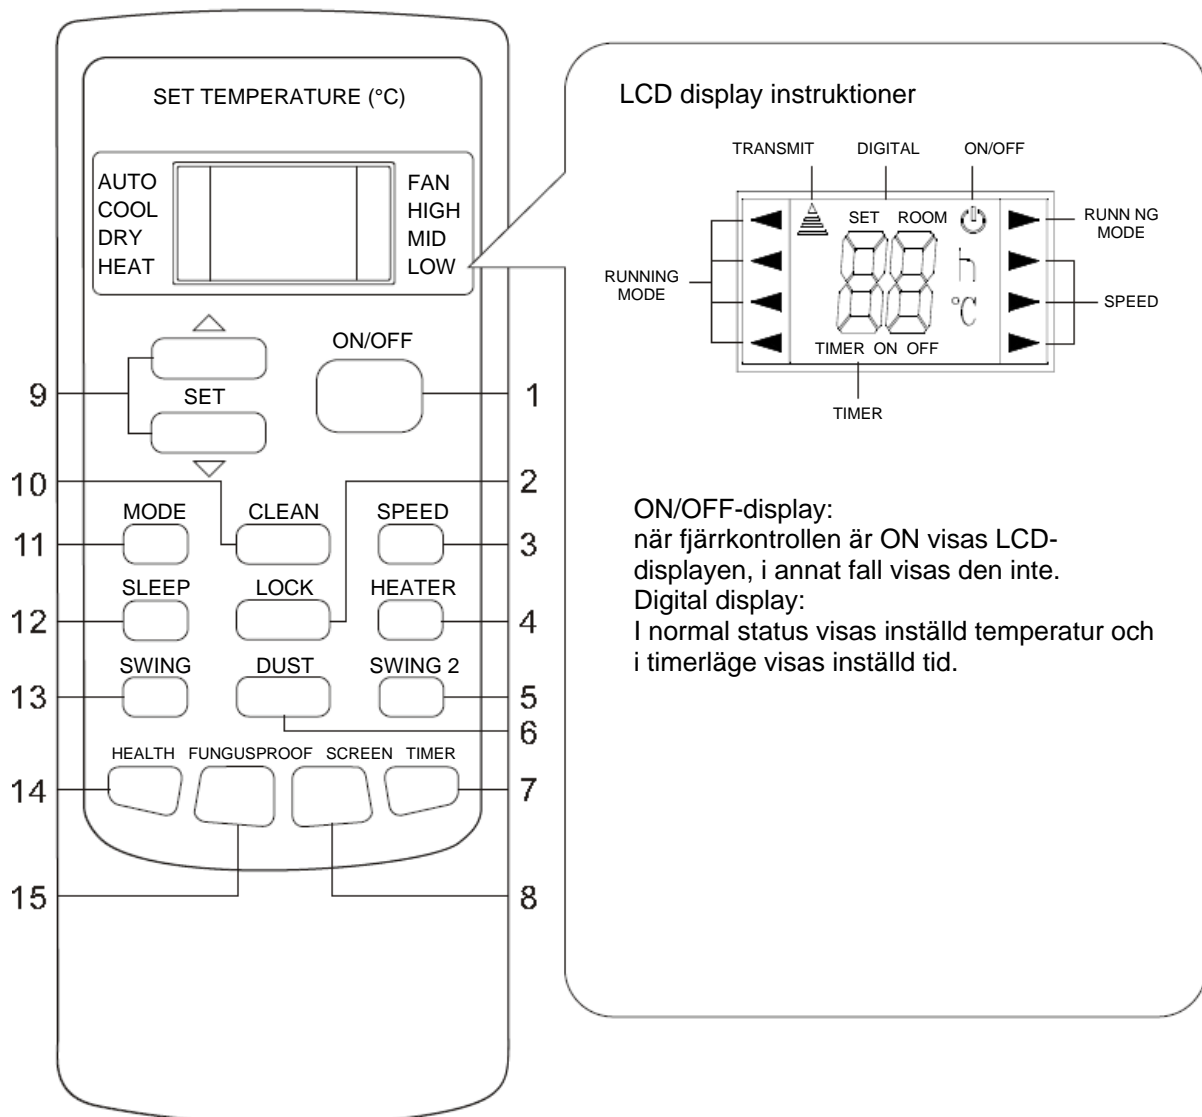 SET TEMPERATURE (°C)
AUTO
COOL
DRY
HEAT
FAN
HIGH
MID
LOW
ON/OFF
SET
9
1
10
2
MODE
CLEAN
SPEED
11
3
SLEEP
LOCK
HEATER
12
4
SWING
DUST
SWING 2
13
5
6
HEALTH
FUNGUSPROOF
SCREEN
TIMER
14
7
15
8
LCD display instruktioner
TRANSMIT
DIGITAL
ON/OFF
SET ROOM
h
°C
TIMER ON OFF
RUNNING
MODE
RUNN NG
MODE
SPEED
TIMER
ON/OFF-display:
när fjärrkontrollen är ON visas LCD-
displayen, i annat fall visas den inte.
Digital display:
I normal status visas inställd temperatur och
i timerläge visas inställd tid.